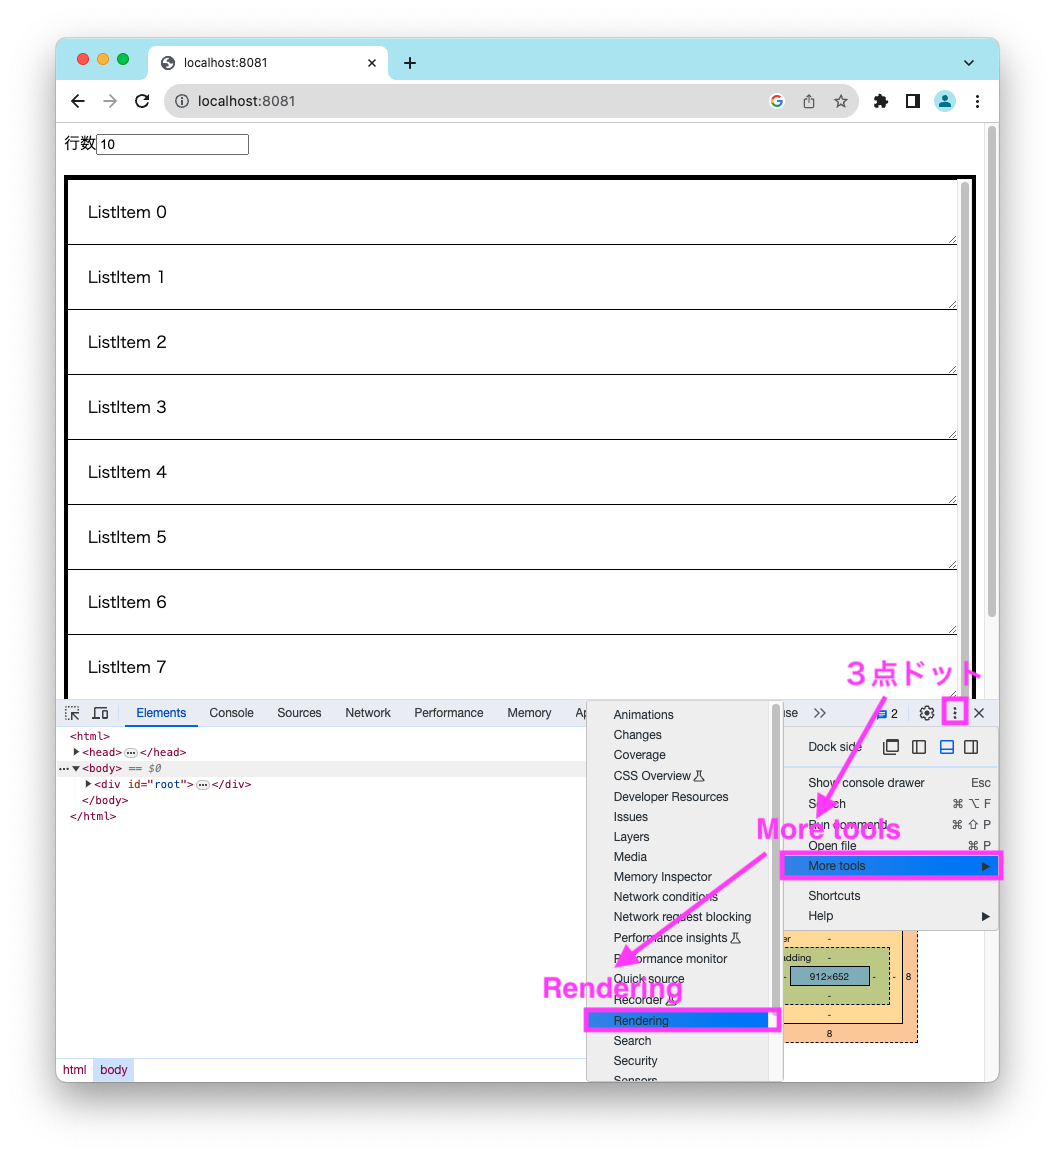 localhost:8081
localhost:8081
行数 10
ListItem 0
ListItem 1
ListItem 2
ListItem 3
ListItem 4
ListItem 5
ListItem 6
ListItem 7
３点ドット
Elements Console Sources Network Performance Memory 2
<html>
<head> ••• </head>
••• <body> == $0
<div id="root"> ••• </div>
</body>
</html>
Animations
Changes
Coverage
CSS Overview
Developer Resources
Issues
Layers
Media
Memory Inspector
Network conditions
Network request blocking
Performance insights
Performance monitor
Quick source
Recorder
Rendering
Search
Security
Sensors
Dock side
Show console drawer Esc
Search ⌘ ⌥ F
Run command ⌘ ⇧ P
Open file ⌘ P
More tools
Shortcuts
Help
More tools
Rendering
-
-
912×652
- - 8
-
-
8
html body